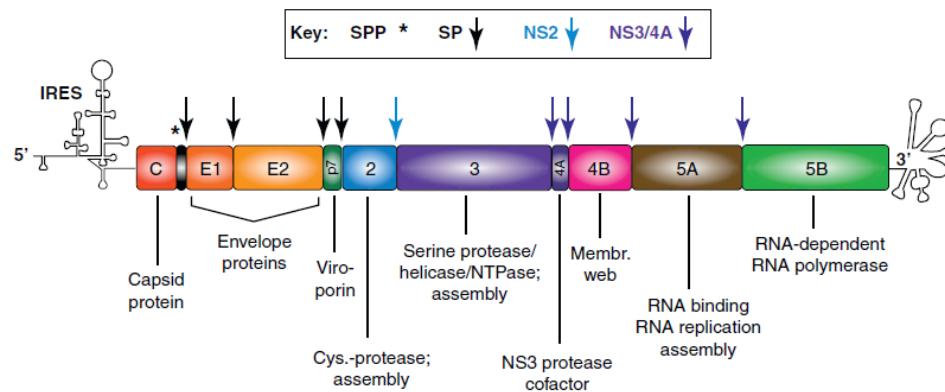 Key: SPP * SP NS2 NS3/4A
IRES
*
5' 3'
C E1 E2 p7 2 3 4A 4B 5A 5B
Envelope
proteins
Capsid
protein
Viro-
porin
Cys.-protease;
assembly
Serine protease/
helicase/NTPase;
assembly
NS3 protease
cofactor
Membr.
web
RNA binding
RNA replication
assembly
RNA-dependent
RNA polymerase